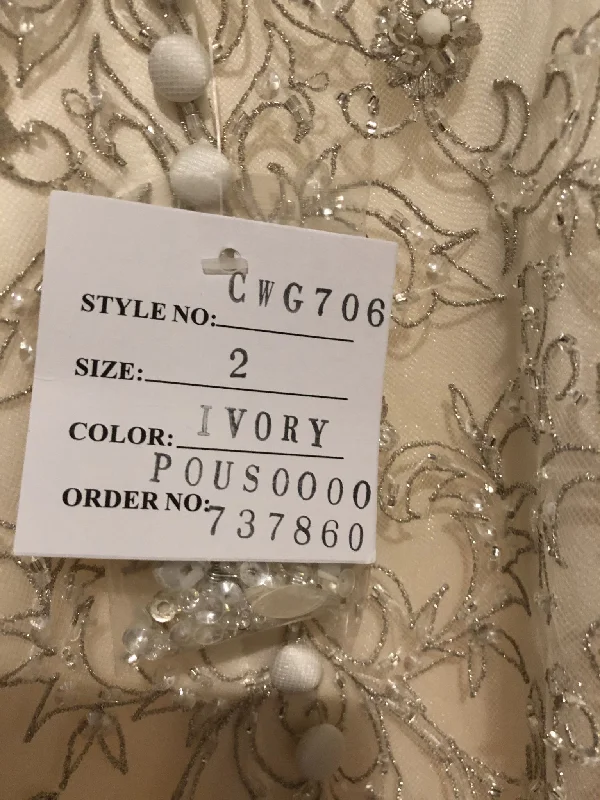 STYLE NO: CWG706
SIZE: 2
COLOR: IVORY
POUS0000
ORDER NO: 737860